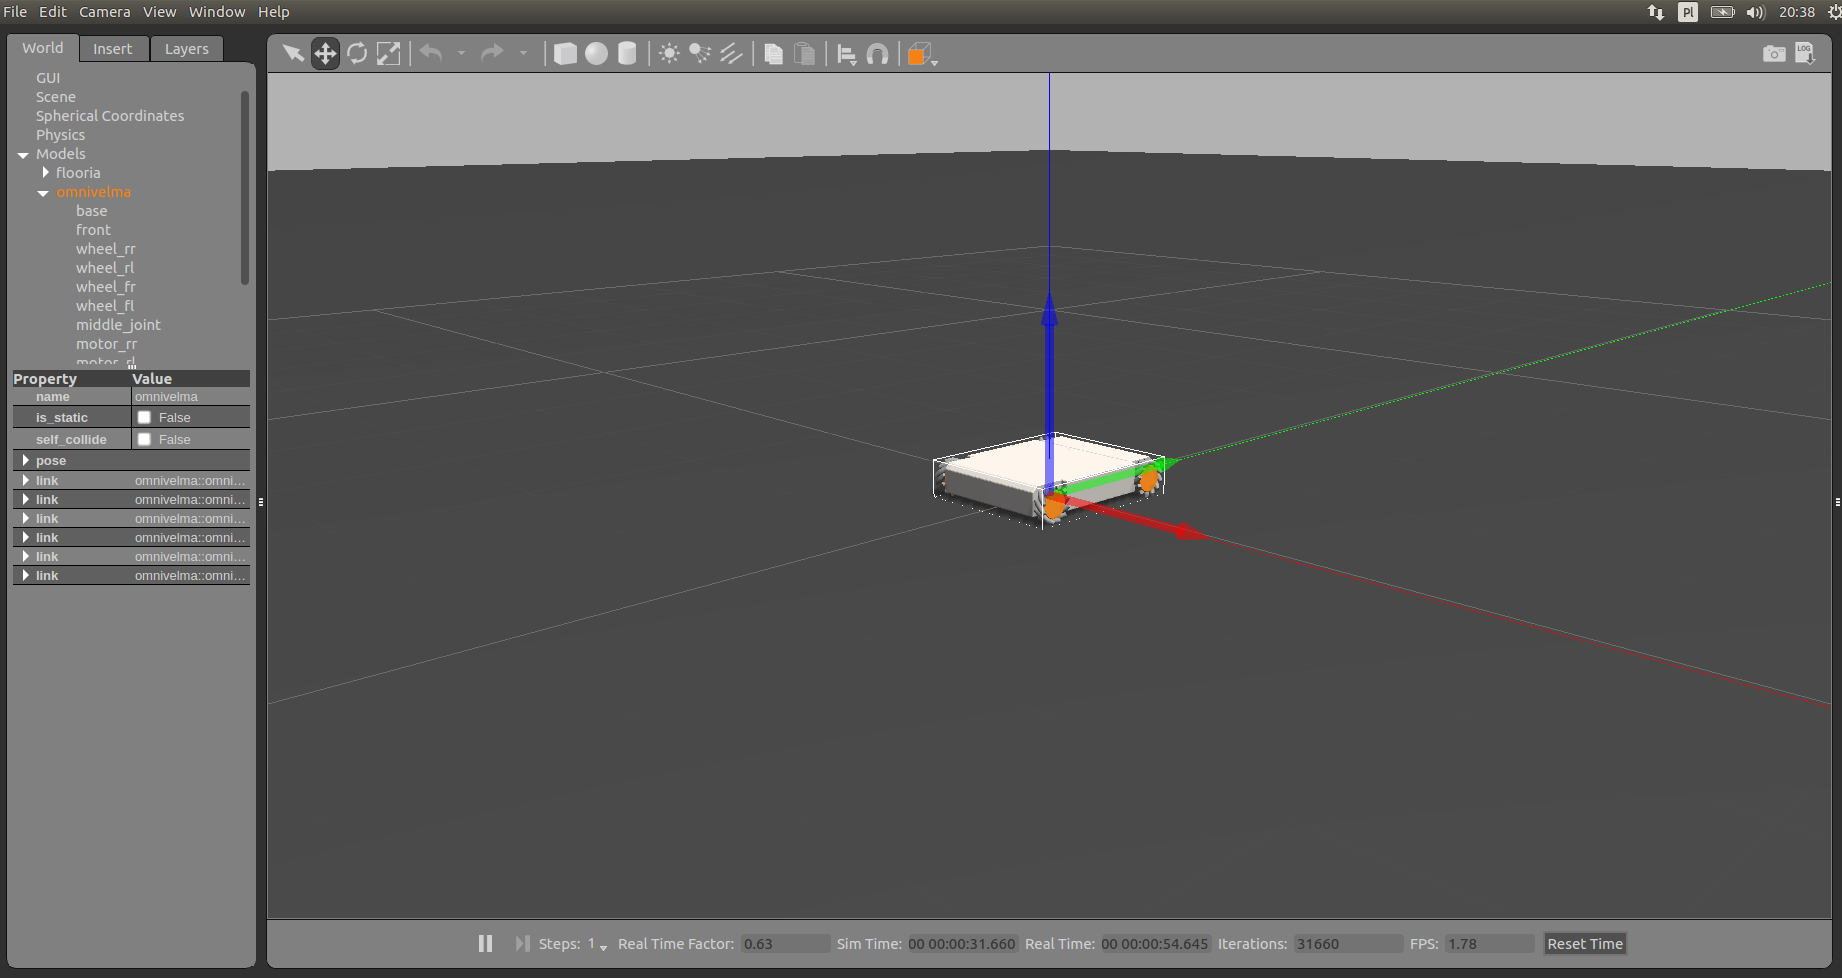 File Edit Camera View Window Help
Pl 20:38
World Insert Layers
LOG
GUI
Scene
Spherical Coordinates
Physics
Models
flooria
omnivelma
base
front
wheel_rr
wheel_rl
wheel_fr
wheel_fl
middle_joint
motor_rr
motor_rl
Property Value
name omnivelma
is_static False
self_collide False
pose
link omnivelma::omni...
link omnivelma::omni...
link omnivelma::omni...
link omnivelma::omni...
link omnivelma::omni...
link omnivelma::omni...
Steps: 1 Real Time Factor: 0.63 Sim Time: 00 00:00:31.660 Real Time: 00 00:00:54.645 Iterations: 31660 FPS: 1.78 Reset Time